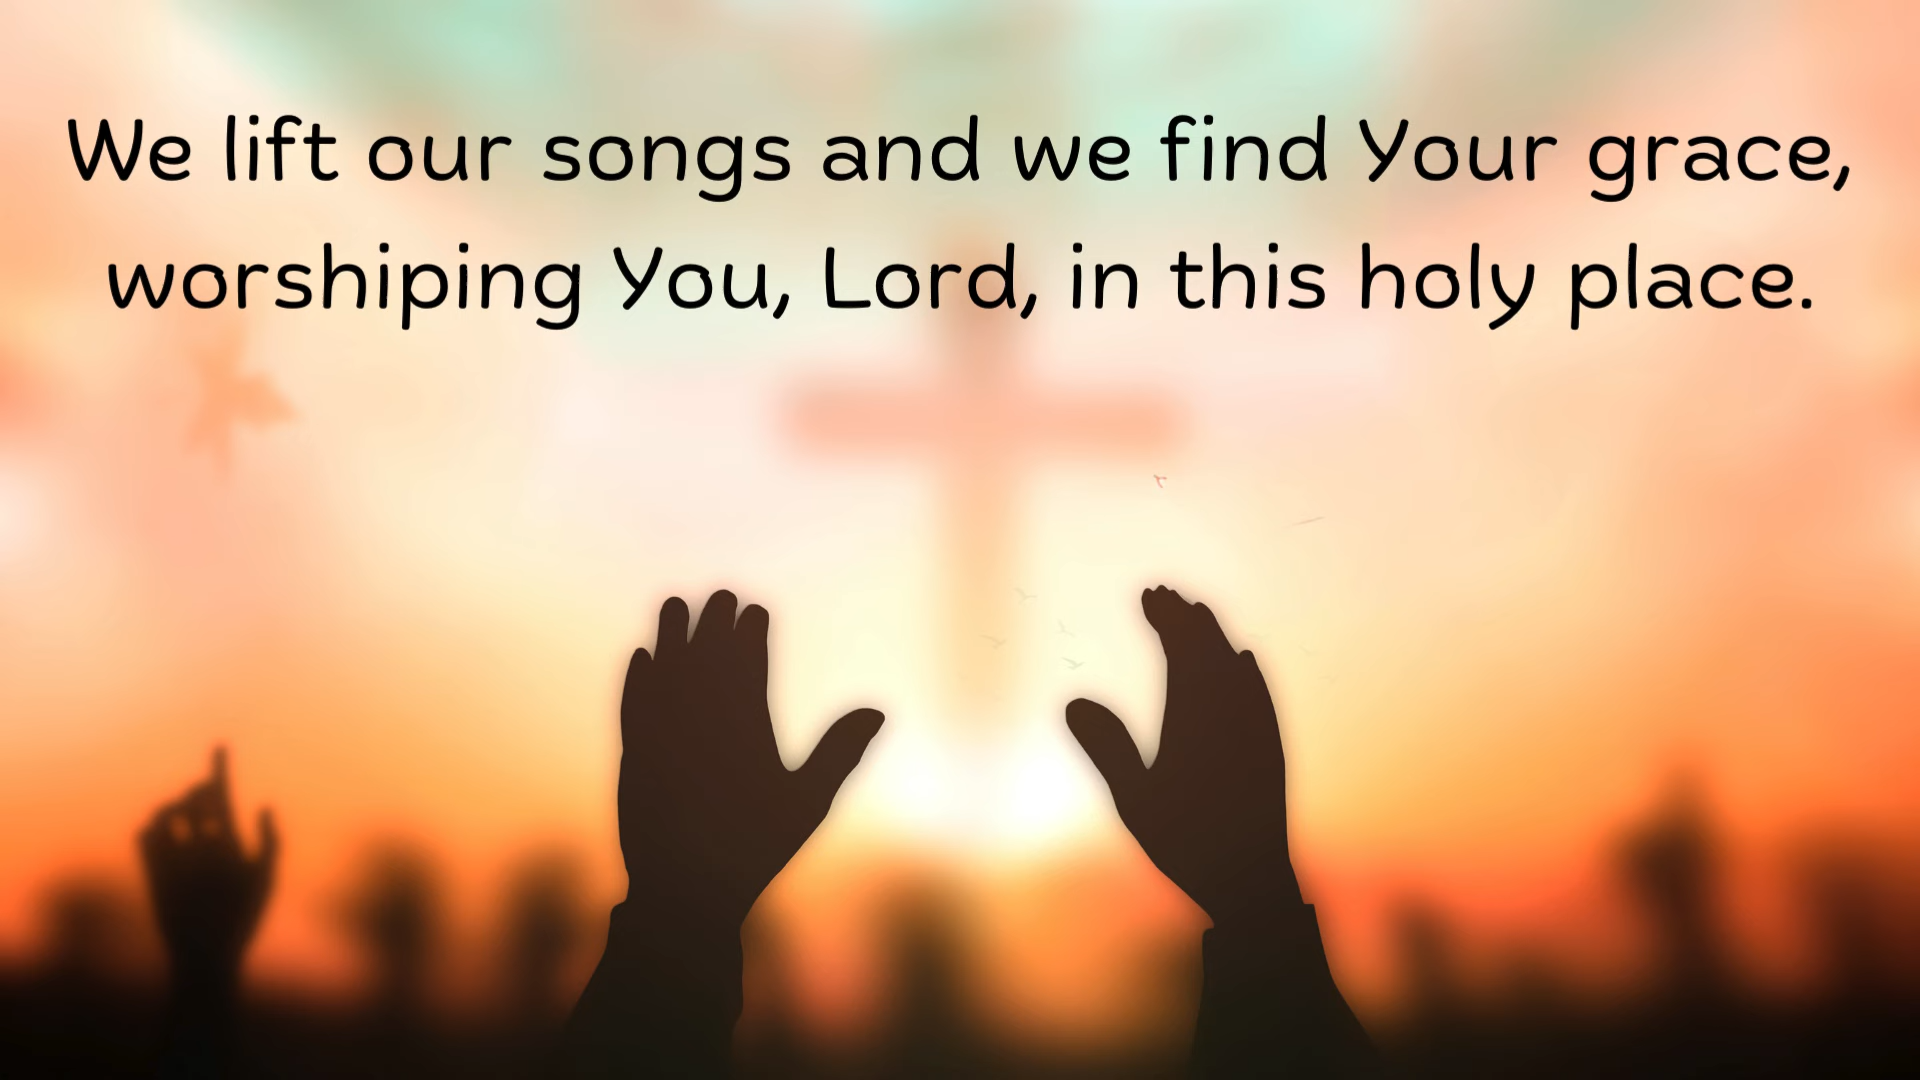 We lift our songs and we find Your grace,
worshiping You, Lord, in this holy place.